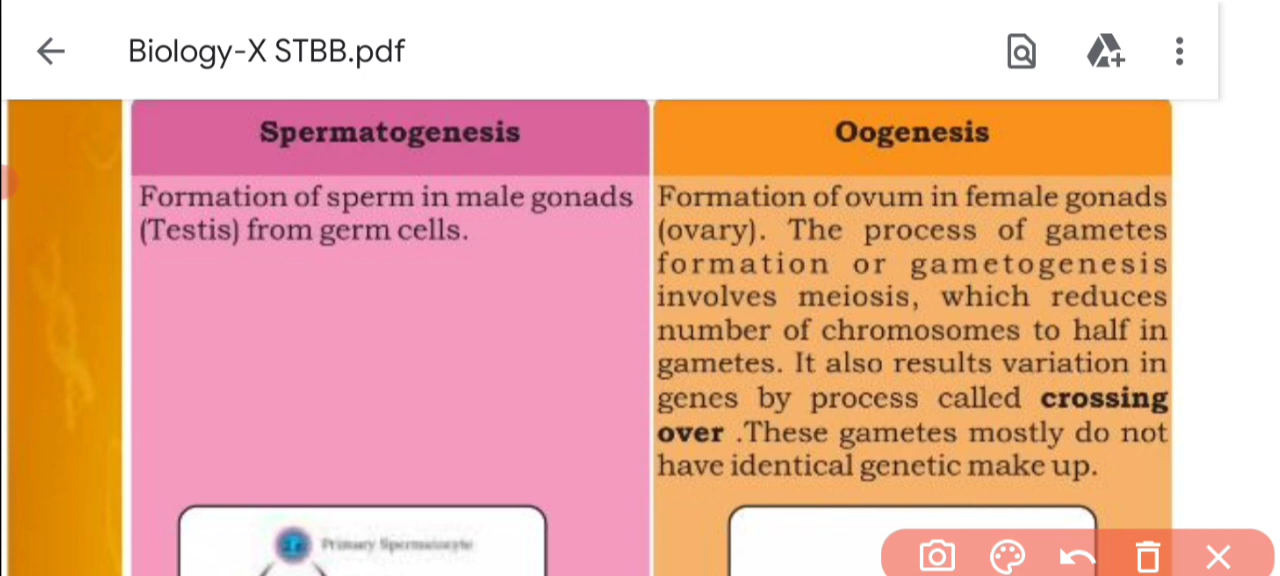 Biology-X STBB.pdf
Spermatogenesis
Formation of sperm in male gonads
(Testis) from germ cells.
Oogenesis
Formation of ovum in female gonads
(ovary). The process of gametes
formation or gametogenesis
involves meiosis, which reduces
number of chromosomes to half in
gametes. It also results variation in
genes by process called crossing
over .These gametes mostly do not
have identical genetic make up.
Primary Spermatocyte